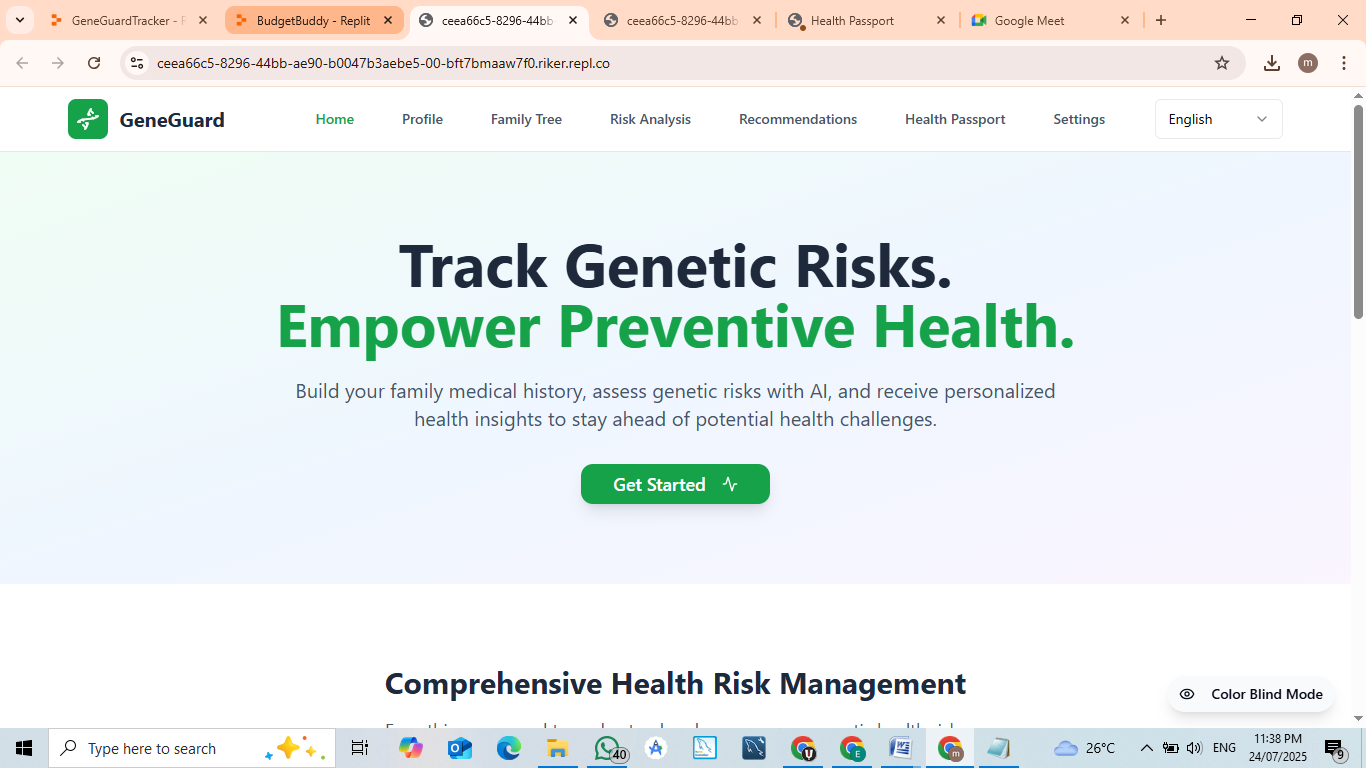 GeneGuardTracker - R
BudgetBuddy - Replit
ceea66c5-8296-44bb
ceea66c5-8296-44bb
Health Passport
Google Meet
ceea66c5-8296-44bb-ae90-b0047b3aebe5-00-bft7bmaaw7f0.riker.repl.co
m
GeneGuard
Home
Profile
Family Tree
Risk Analysis
Recommendations
Health Passport
Settings
English
Track Genetic Risks.
Empower Preventive Health.
Build your family medical history, assess genetic risks with AI, and receive personalized
health insights to stay ahead of potential health challenges.
Get Started
Comprehensive Health Risk Management
Color Blind Mode
Type here to search
40
V
E
m
26°C
ENG
11:38 PM
24/07/2025
9